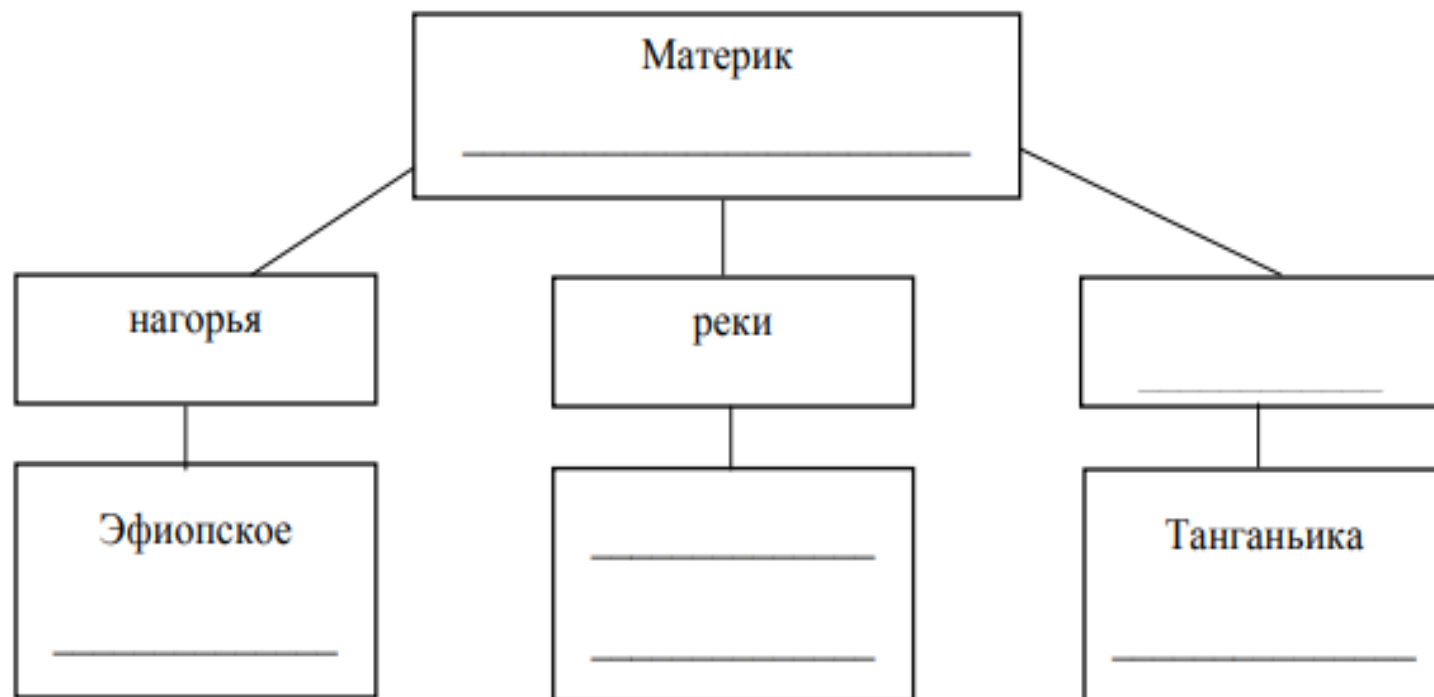 Материк
нагорья
реки
Эфиопское
Танганьика